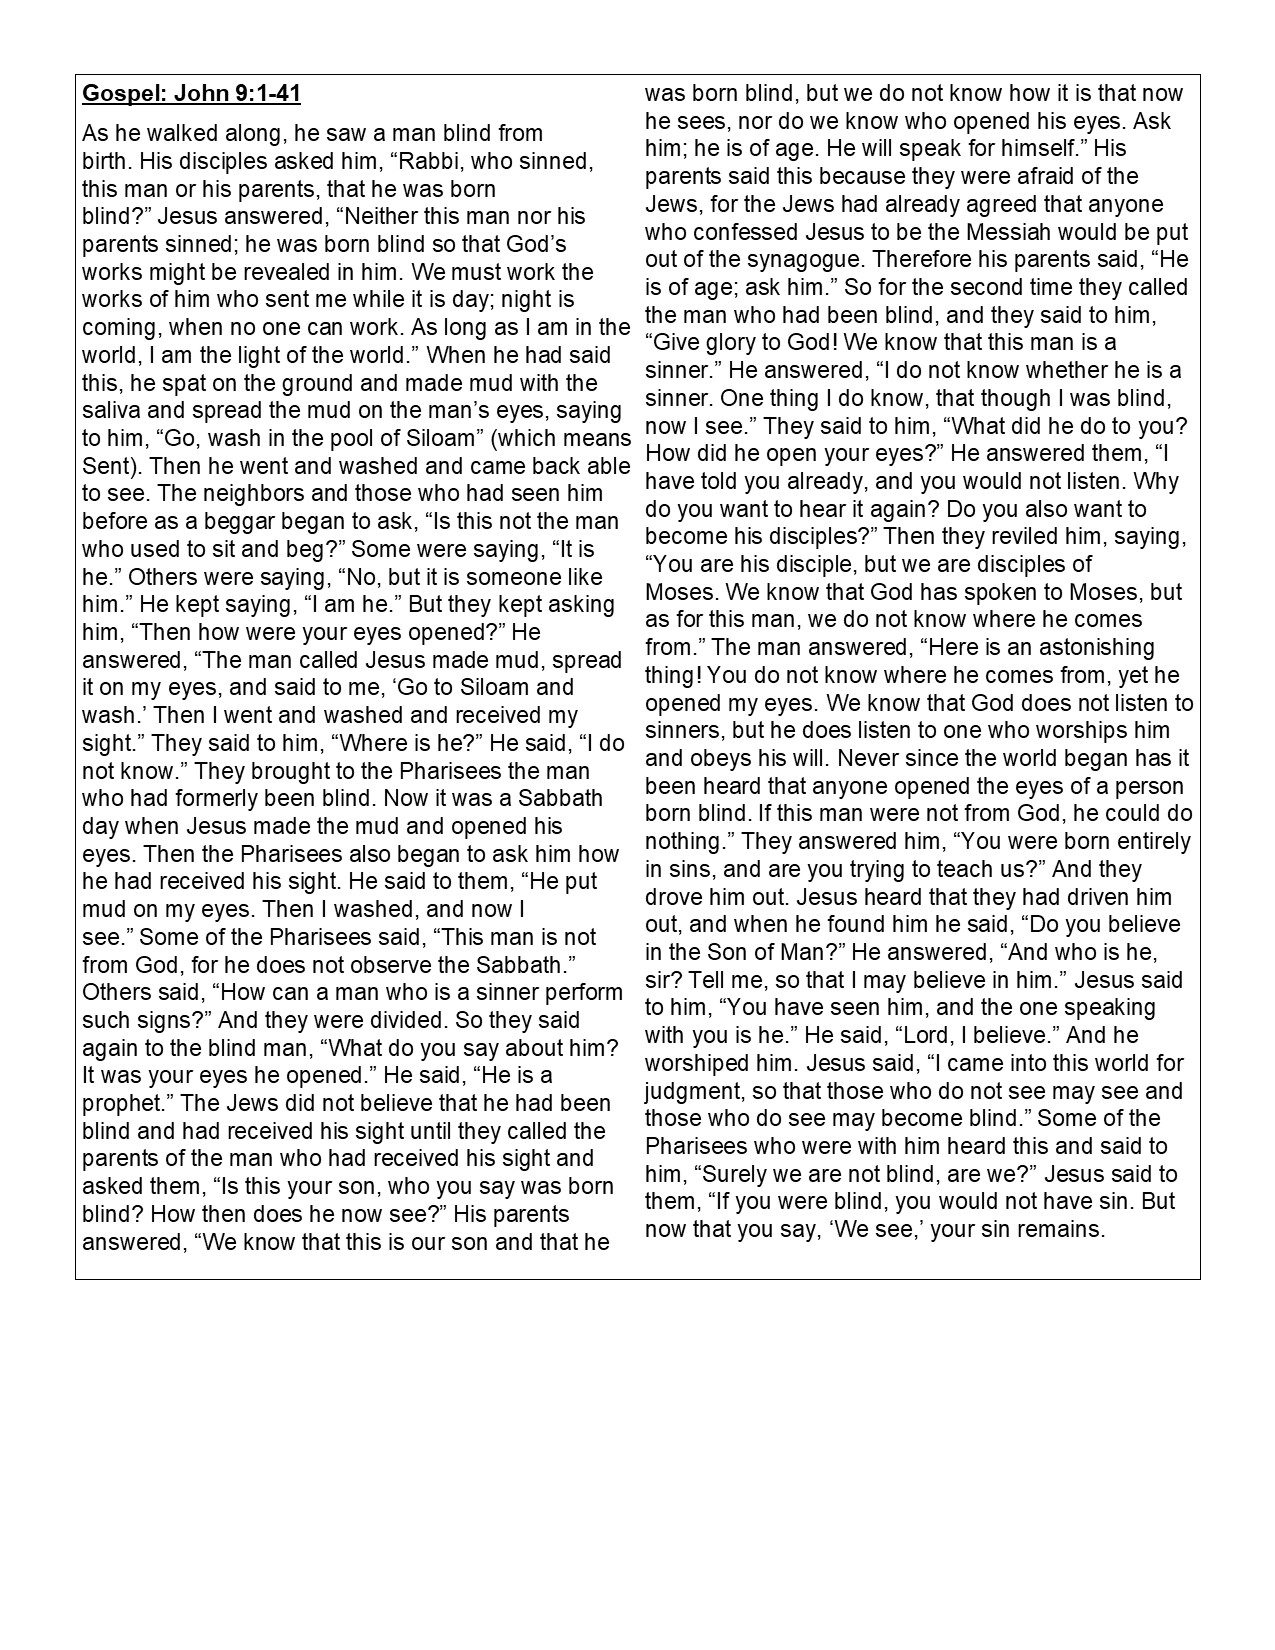 Gospel: John 9:1-41
As he walked along, he saw a man blind from
birth. His disciples asked him, “Rabbi, who sinned,
this man or his parents, that he was born
blind?” Jesus answered, “Neither this man nor his
parents sinned; he was born blind so that God’s
works might be revealed in him. We must work the
works of him who sent me while it is day; night is
coming, when no one can work. As long as I am in the
world, I am the light of the world.” When he had said
this, he spat on the ground and made mud with the
saliva and spread the mud on the man’s eyes, saying
to him, “Go, wash in the pool of Siloam” (which means
Sent). Then he went and washed and came back able
to see. The neighbors and those who had seen him
before as a beggar began to ask, “Is this not the man
who used to sit and beg?” Some were saying, “It is
he.” Others were saying, “No, but it is someone like
him.” He kept saying, “I am he.” But they kept asking
him, “Then how were your eyes opened?” He
answered, “The man called Jesus made mud, spread
it on my eyes, and said to me, ‘Go to Siloam and
wash.’ Then I went and washed and received my
sight.” They said to him, “Where is he?” He said, “I do
not know.” They brought to the Pharisees the man
who had formerly been blind. Now it was a Sabbath
day when Jesus made the mud and opened his
eyes. Then the Pharisees also began to ask him how
he had received his sight. He said to them, “He put
mud on my eyes. Then I washed, and now I
see.” Some of the Pharisees said, “This man is not
from God, for he does not observe the Sabbath.”
Others said, “How can a man who is a sinner perform
such signs?” And they were divided. So they said
again to the blind man, “What do you say about him?
It was your eyes he opened.” He said, “He is a
prophet.” The Jews did not believe that he had been
blind and had received his sight until they called the
parents of the man who had received his sight and
asked them, “Is this your son, who you say was born
blind? How then does he now see?” His parents
answered, “We know that this is our son and that he
was born blind, but we do not know how it is that now
he sees, nor do we know who opened his eyes. Ask
him; he is of age. He will speak for himself.” His
parents said this because they were afraid of the
Jews, for the Jews had already agreed that anyone
who confessed Jesus to be the Messiah would be put
out of the synagogue. Therefore his parents said, “He
is of age; ask him.” So for the second time they called
the man who had been blind, and they said to him,
“Give glory to God! We know that this man is a
sinner.” He answered, “I do not know whether he is a
sinner. One thing I do know, that though I was blind,
now I see.” They said to him, “What did he do to you?
How did he open your eyes?” He answered them, “I
have told you already, and you would not listen. Why
do you want to hear it again? Do you also want to
become his disciples?” Then they reviled him, saying,
“You are his disciple, but we are disciples of
Moses. We know that God has spoken to Moses, but
as for this man, we do not know where he comes
from.” The man answered, “Here is an astonishing
thing! You do not know where he comes from, yet he
opened my eyes. We know that God does not listen to
sinners, but he does listen to one who worships him
and obeys his will. Never since the world began has it
been heard that anyone opened the eyes of a person
born blind. If this man were not from God, he could do
nothing.” They answered him, “You were born entirely
in sins, and are you trying to teach us?” And they
drove him out. Jesus heard that they had driven him
out, and when he found him he said, “Do you believe
in the Son of Man?” He answered, “And who is he,
sir? Tell me, so that I may believe in him.” Jesus said
to him, “You have seen him, and the one speaking
with you is he.” He said, “Lord, I believe.” And he
worshiped him. Jesus said, “I came into this world for
judgment, so that those who do not see may see and
those who do see may become blind.” Some of the
Pharisees who were with him heard this and said to
him, “Surely we are not blind, are we?” Jesus said to
them, “If you were blind, you would not have sin. But
now that you say, ‘We see,’ your sin remains.